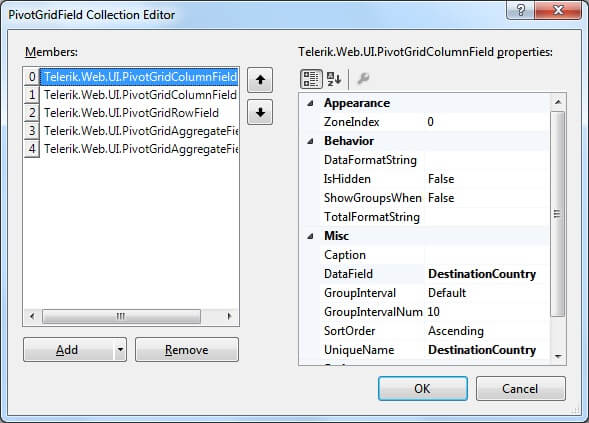 PivotGridField Collection Editor
Members:
0 Telerik.Web.UI.PivotGridColumnField
1 Telerik.Web.UI.PivotGridColumnField
2 Telerik.Web.UI.PivotGridRowField
3 Telerik.Web.UI.PivotGridAggregateFie
4 Telerik.Web.UI.PivotGridAggregateFie
Add
Remove
Telerik.Web.UI.PivotGridColumnField properties:
Appearance
ZoneIndex 0
Behavior
DataFormatString
IsHidden False
ShowGroupsWhen False
TotalFormatString
Misc
Caption
DataField DestinationCountry
GroupInterval Default
GroupIntervalNum 10
SortOrder Ascending
UniqueName DestinationCountry
OK
Cancel